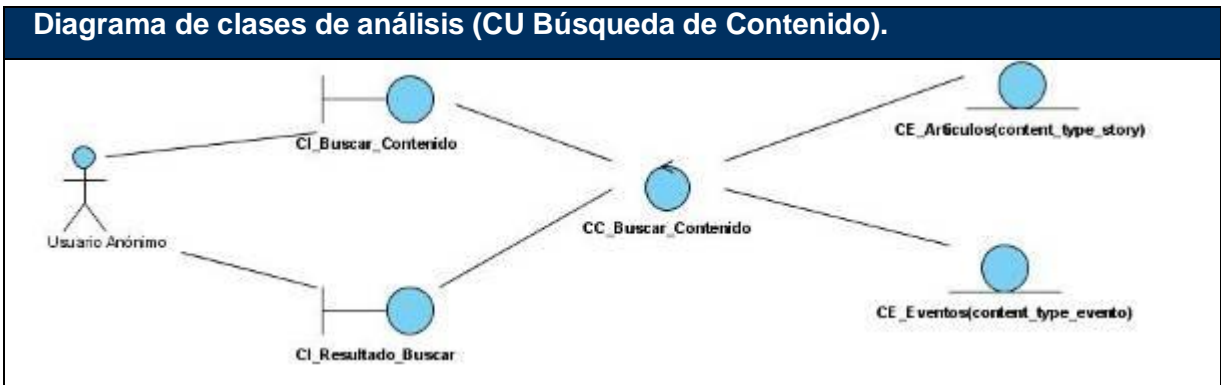 Diagrama de clases de análisis (CU Búsqueda de Contenido).
CI_Buscar_Contenido
CE_Articulos(content_type_story)
Usuario Anónimo
CC_Buscar_Contenido
CE_Eventos(content_type_evento)
CI_Resultado_Buscar